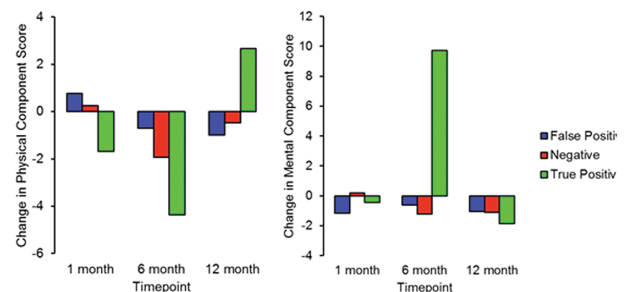 Change in Physical Component Score
4
2
0
-2
-4
-6
1 month 6 month 12 month
Timepoint
Change in Mental Component Score
12
10
8
6
4
2
0
-2
-4
1 month 6 month 12 month
Timepoint
False Positi
Negative
True Positiv